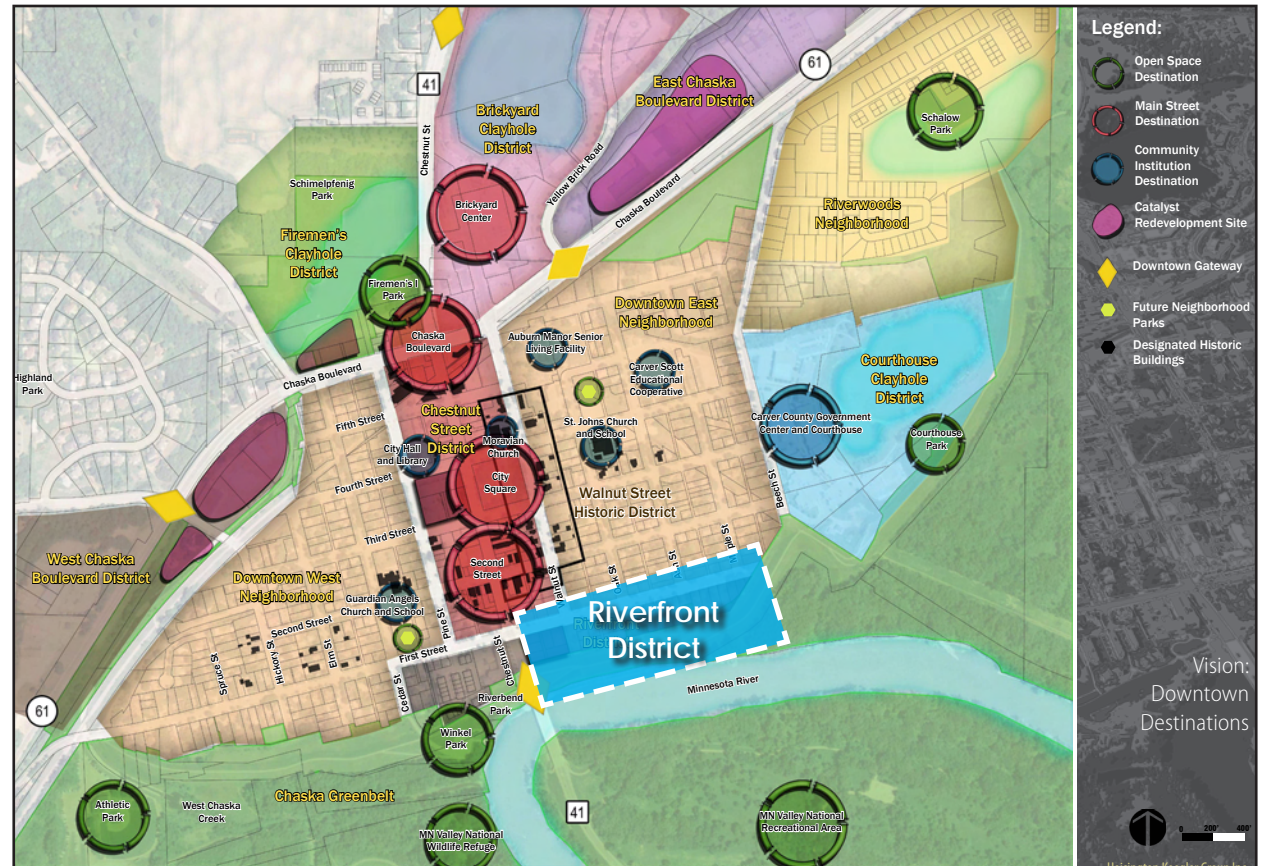 41
61
Chestnut St
Brickyard
Clayhole
District
East Chaska
Boulevard District
Schalow
Park
Schimelpfenig
Park
Brickyard
Center
Yellow Brick Road
Chaska Boulevard
Riverwoods
Neighborhood
Firemen's
Clayhole
District
Firemen's I
Park
Downtown East
Neighborhood
Chaska
Boulevard
Auburn Manor Senior
Living Facility
Carver Scott
Educational
Cooperative
Courthouse
Clayhole
District
Highland
Park
Chaska Boulevard
Fifth Street
Chestnut
Street
District
St. Johns Church
and School
Carver County Government
Center and Courthouse
Courthouse
Park
City Hall
and Library
Moravian
Church
Fourth Street
City
Square
Walnut Street
Historic District
Beech St
Third Street
West Chaska
Boulevard District
Downtown West
Neighborhood
Second
Street
Walnut St
Guardian Angels
Church and School
Riverfront
District
Second Street
Pine St
First Street
Chestnut St
Spruce St
Hickory St
Elm St
Cedar St
Riverbend
Park
Minnesota River
61
Winkel
Park
Athletic
Park
West Chaska
Creek
Chaska Greenbelt
41
MN Valley National
Wildlife Refuge
MN Valley National
Recreational Area
Legend:
Open Space
Destination
Main Street
Destination
Community
Institution
Destination
Catalyst
Redevelopment Site
Downtown Gateway
Future Neighborhood
Parks
Designated Historic
Buildings
Vision:
Downtown
Destinations
0 200' 400'